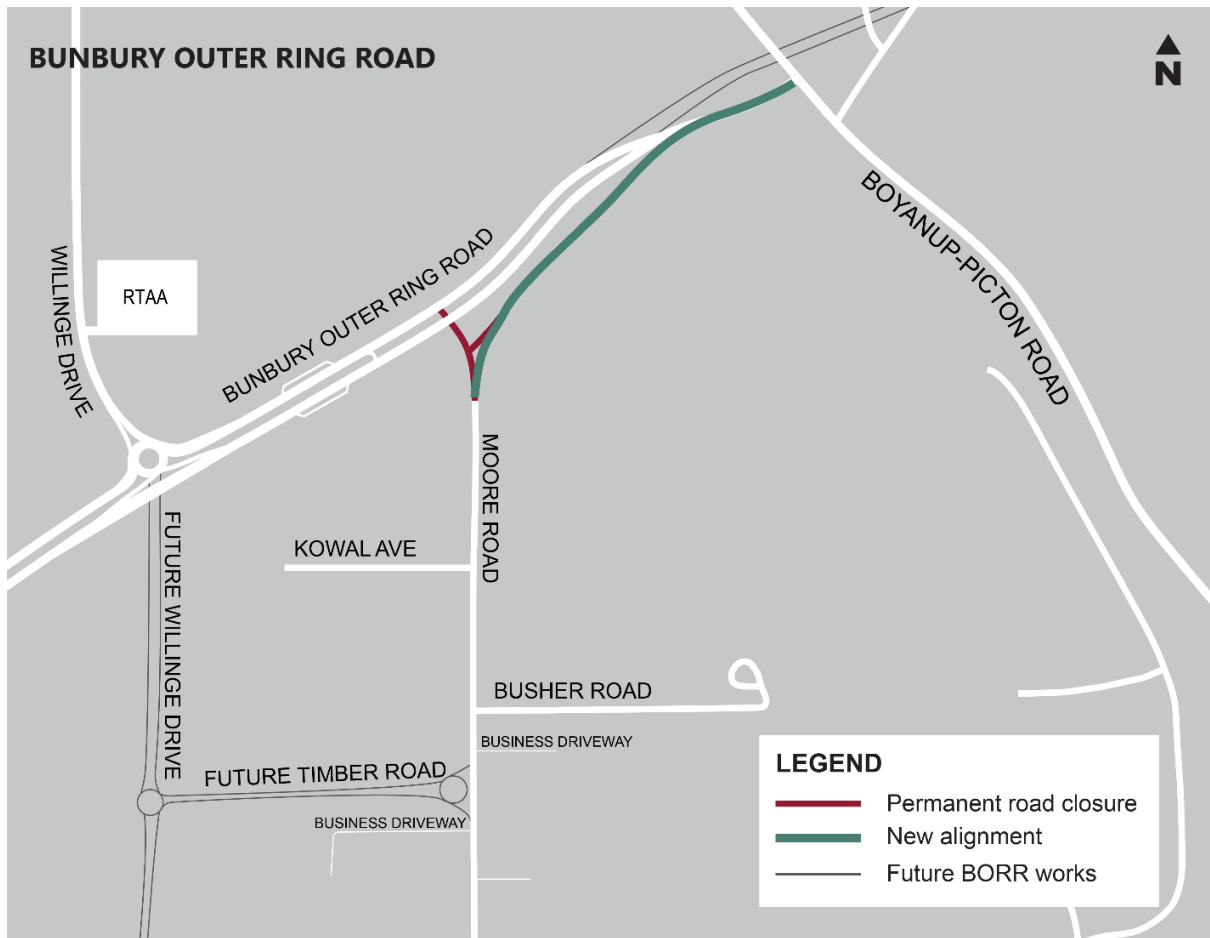 BUNBURY OUTER RING ROAD
N
WILLINGE DRIVE
RTAA
BUNBURY OUTER RING ROAD
BOYANUP-PICTON ROAD
MOORE ROAD
KOWAL AVE
FUTURE WILLINGE DRIVE
BUSHER ROAD
BUSINESS DRIVEWAY
FUTURE TIMBER ROAD
BUSINESS DRIVEWAY
LEGEND
Permanent road closure
New alignment
Future BORR works